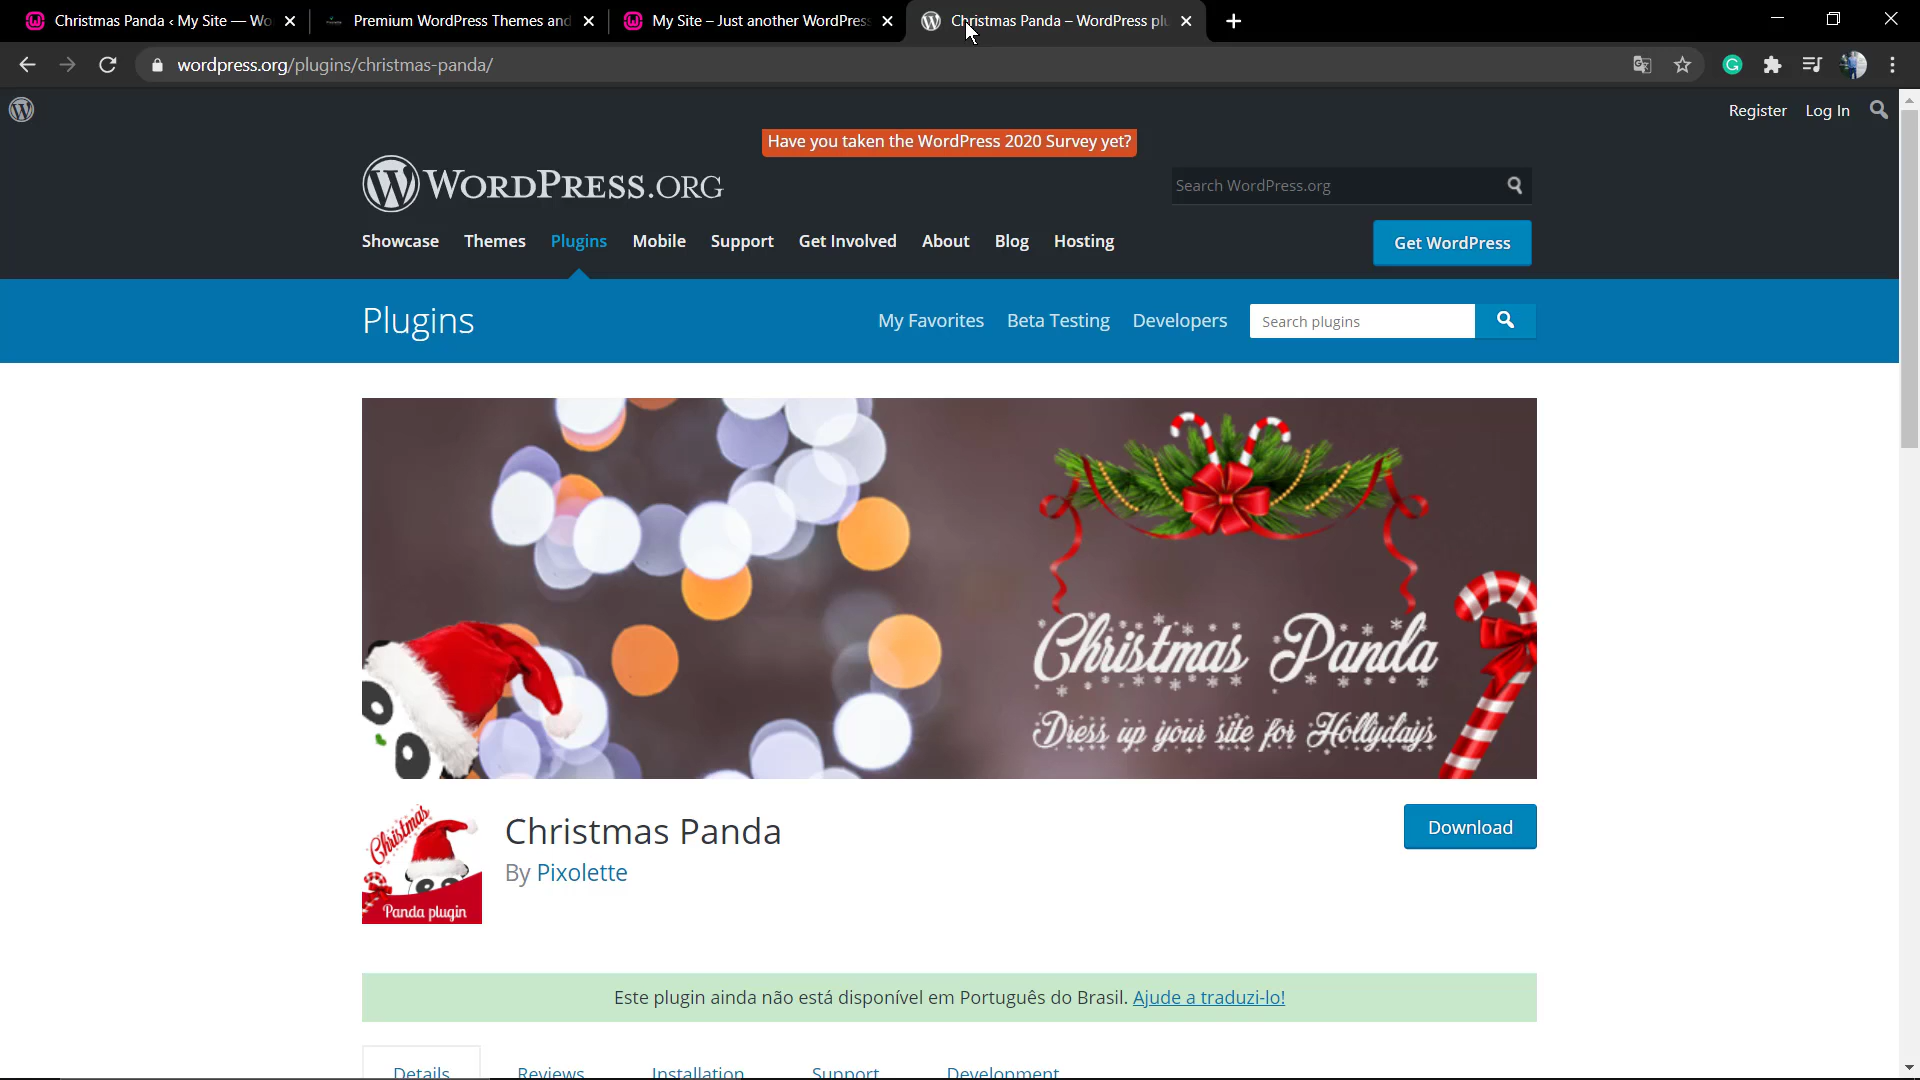 Christmas Panda ‹ My Site — Wo
Premium WordPress Themes and
My Site – Just another WordPress
Christmas Panda – WordPress plu
wordpress.org/plugins/christmas-panda/
Register Log In
Have you taken the WordPress 2020 Survey yet?
WORDPRESS.ORG
Search WordPress.org
Showcase Themes Plugins Mobile Support Get Involved About Blog Hosting
Get WordPress
Plugins
My Favorites Beta Testing Developers
Search plugins
Christmas Panda
Dress up your site for Hollydays
Christmas
Panda plugin
Christmas Panda
By Pixolette
Download
Este plugin ainda não está disponível em Português do Brasil. Ajude a traduzi-lo!
Details Reviews Installation Support Development